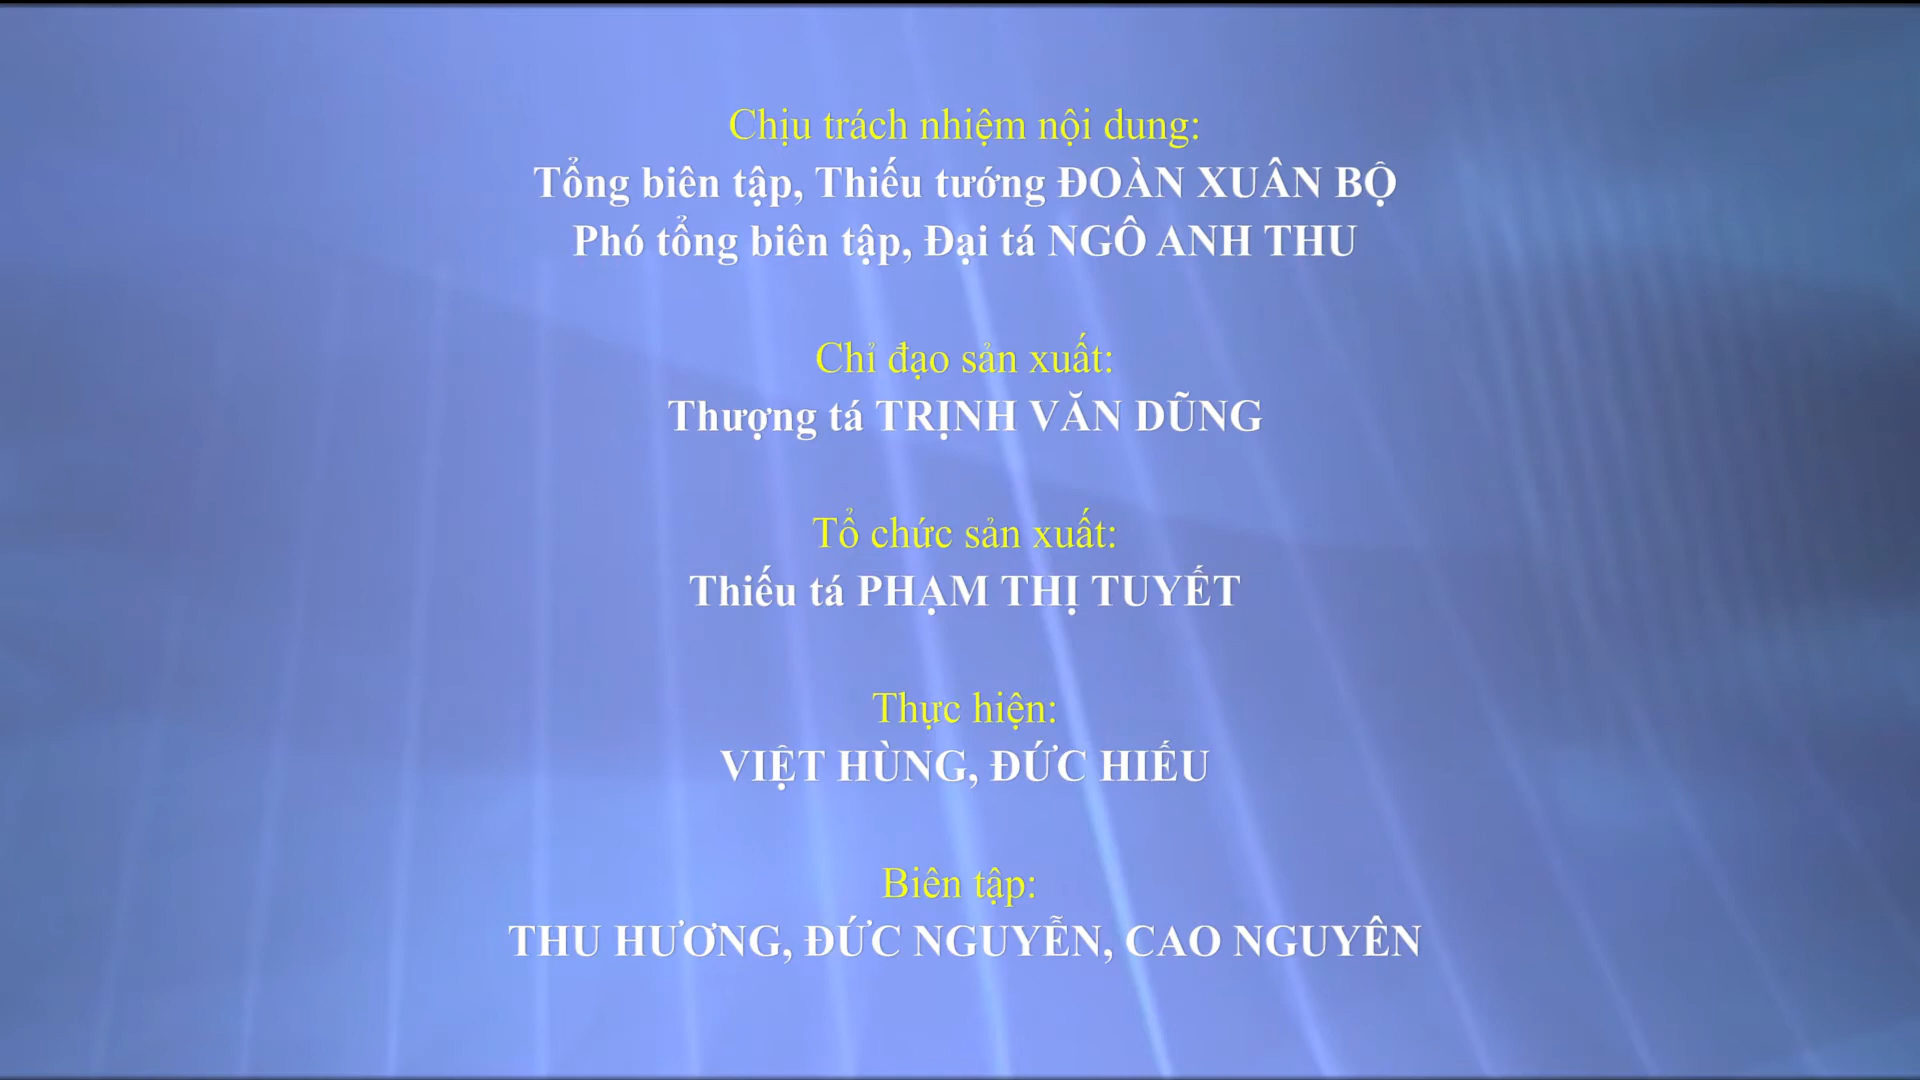 Chịu trách nhiệm nội dung:
Tổng biên tập, Thiếu tướng ĐOÀN XUÂN BỘ
Phó tổng biên tập, Đại tá NGÔ ANH THU
Chỉ đạo sản xuất:
Thượng tá TRỊNH VĂN DŨNG
Tổ chức sản xuất:
Thiếu tá PHẠM THỊ TUYẾT
Thực hiện:
VIỆT HÙNG, ĐỨC HIẾU
Biên tập:
THU HƯƠNG, ĐỨC NGUYỄN, CAO NGUYÊN